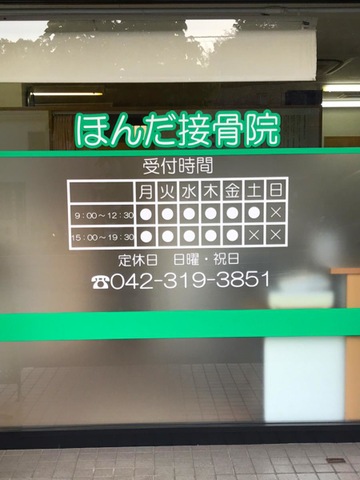 ほんだ接骨院
受付時間
月 火 水 木 金 土 日
9:00〜12:30 ● ● ● ● ● ● ×
15:00〜19:30 ● ● ● ● ● × ×
定休日 日曜・祝日
☎042-319-3851